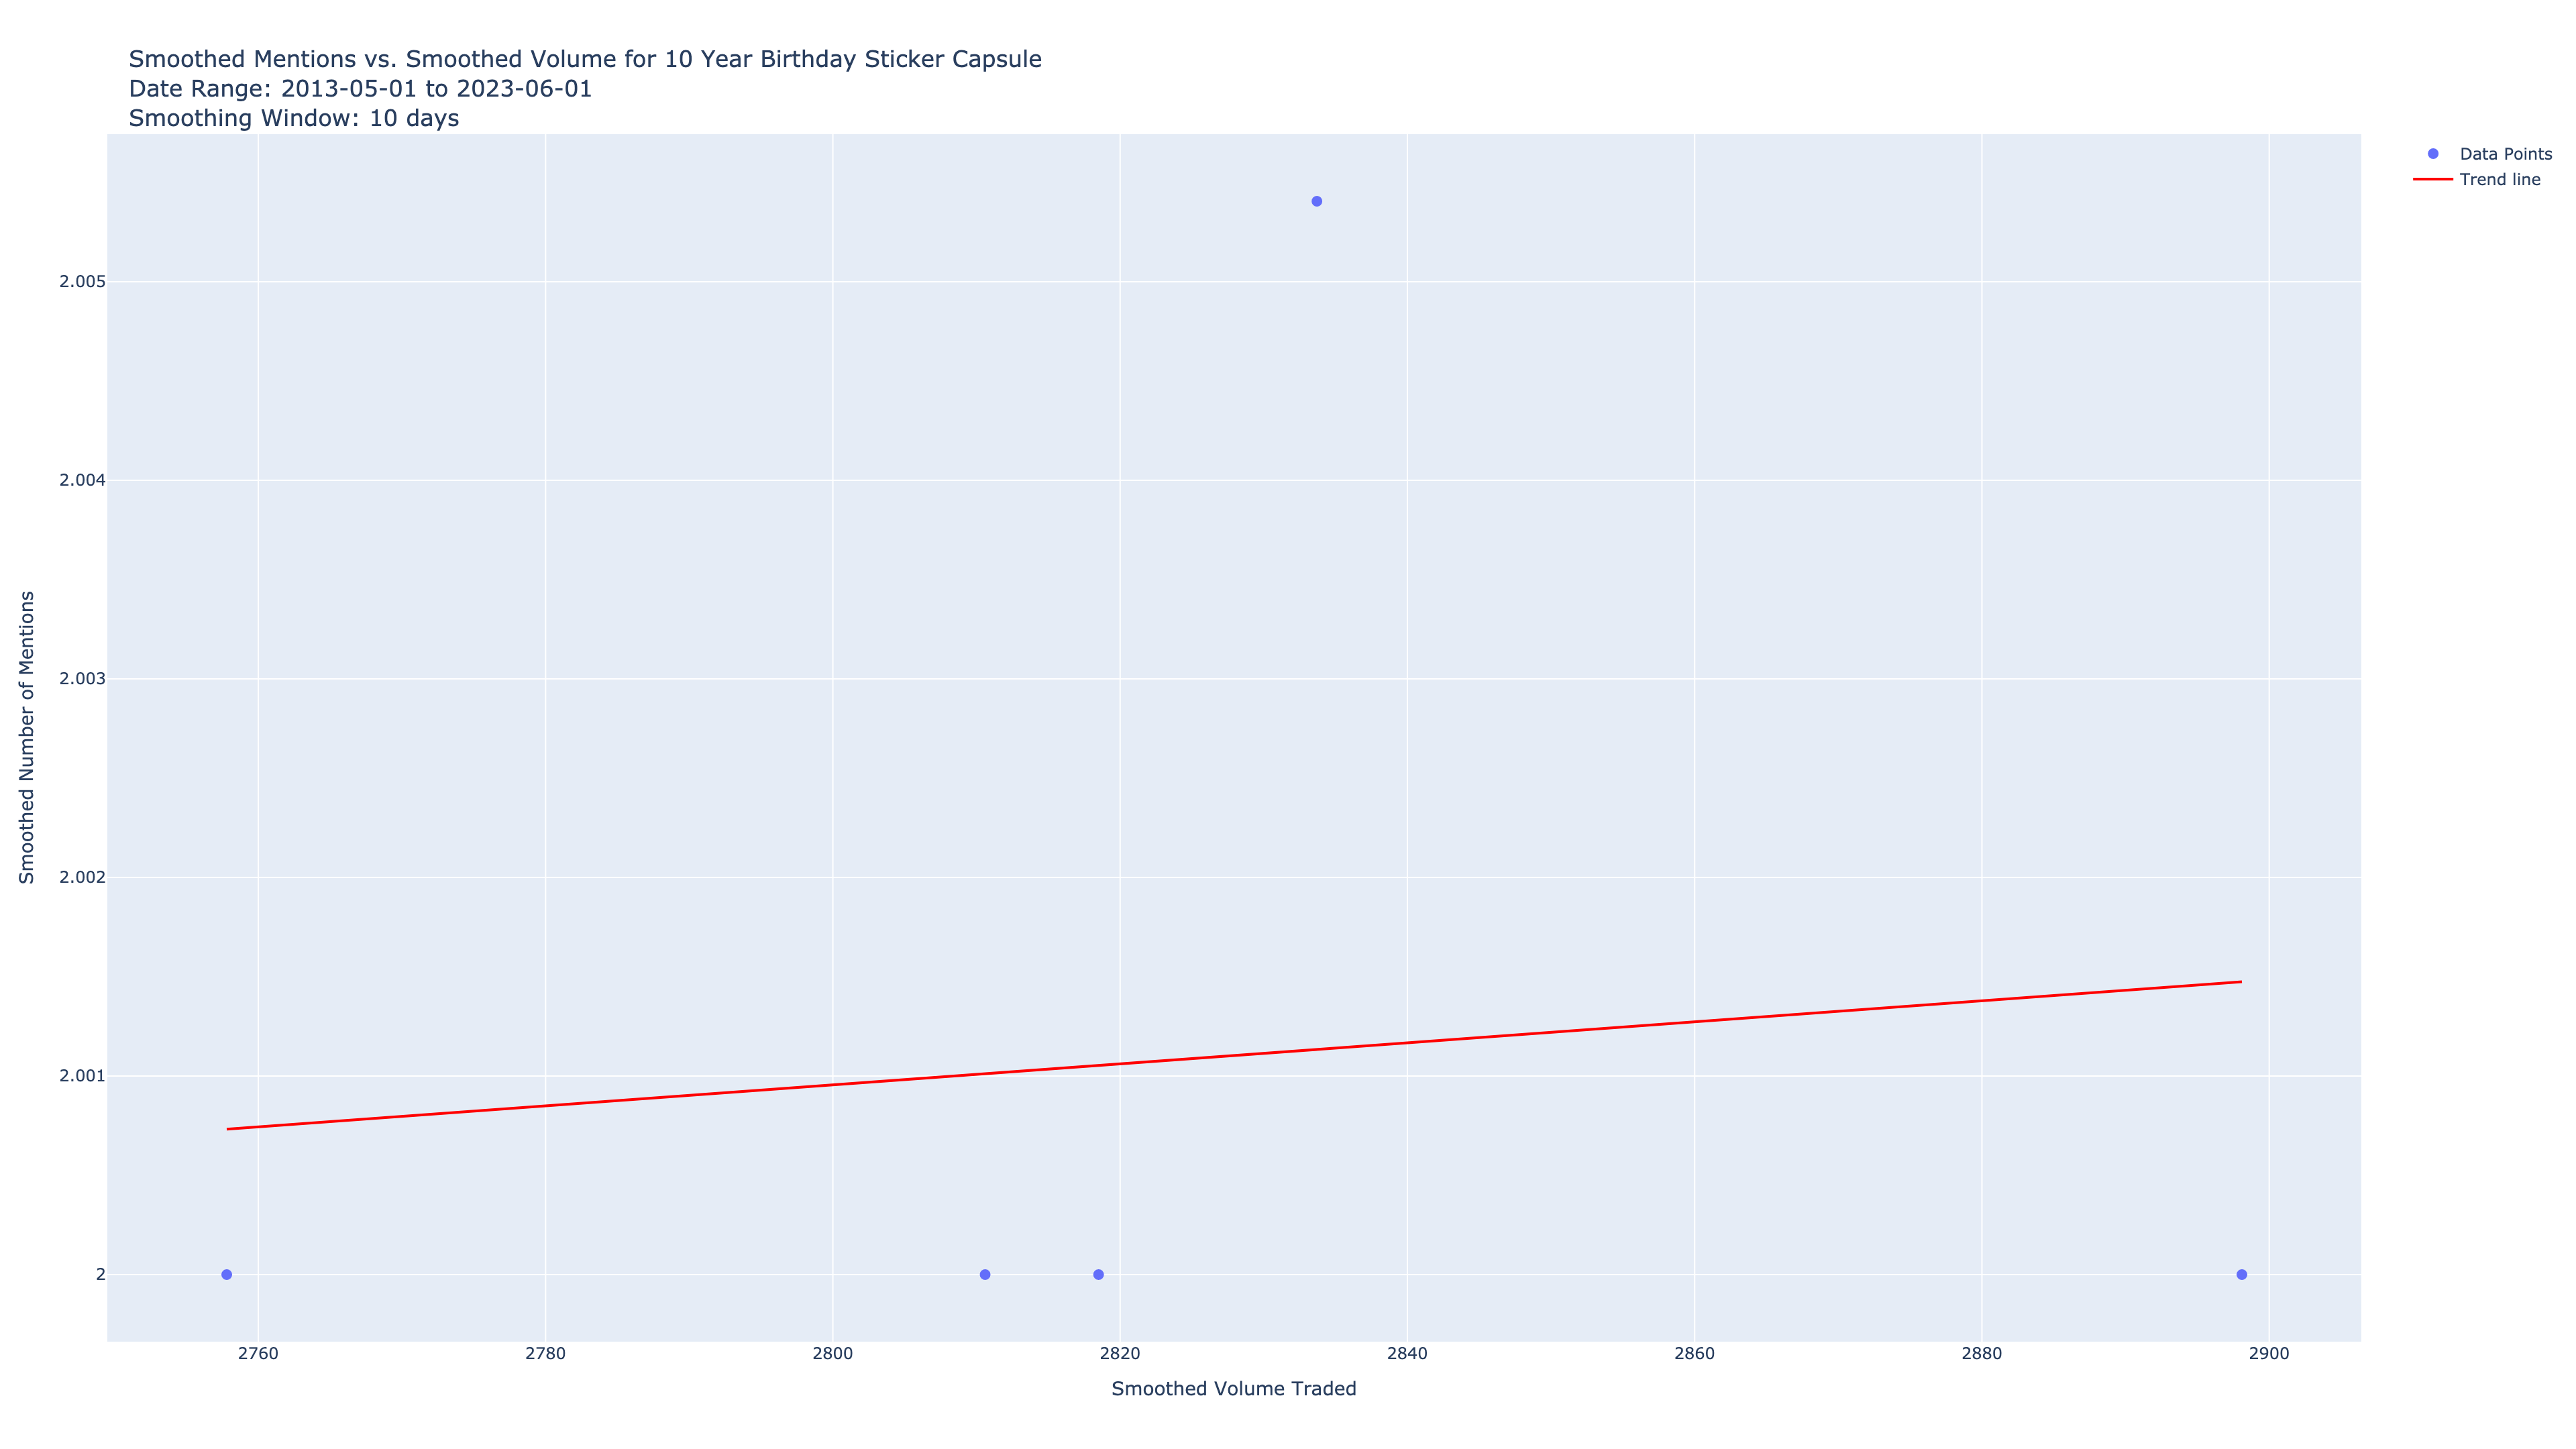 Smoothed Mentions vs. Smoothed Volume for 10 Year Birthday Sticker Capsule
Date Range: 2013-05-01 to 2023-06-01
Smoothing Window: 10 days
Data Points
Trend line
2.005
2.004
2.003
2.002
2.001
2
Smoothed Number of Mentions
2760 2780 2800 2820 2840 2860 2880 2900
Smoothed Volume Traded